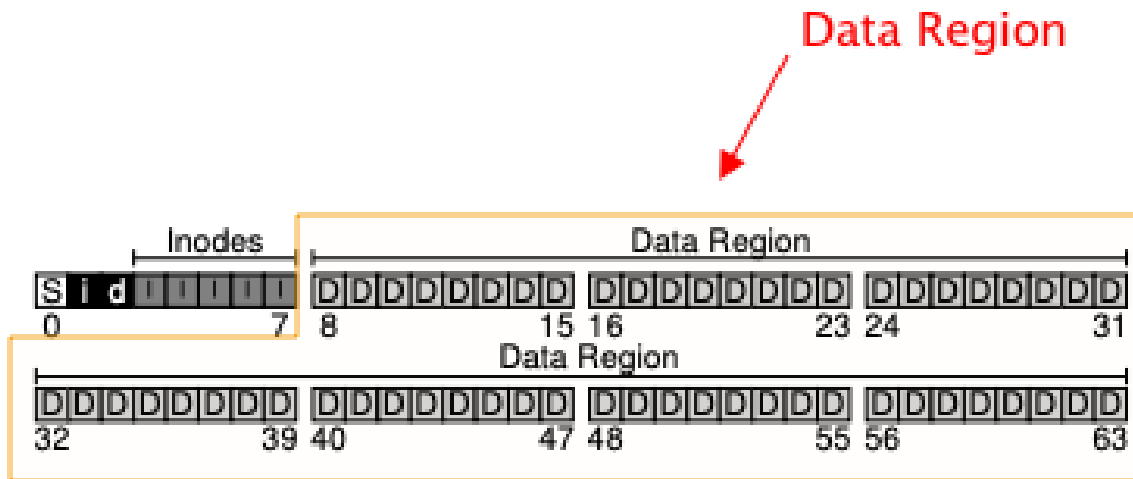 Data Region
Inodes Data Region
S i d I I I I I D D D D D D D D D D D D D D D D D D D D D D D D
0 7 8 15 16 23 24 31
Data Region
D D D D D D D D D D D D D D D D D D D D D D D D D D D D D D D D
32 39 40 47 48 55 56 63